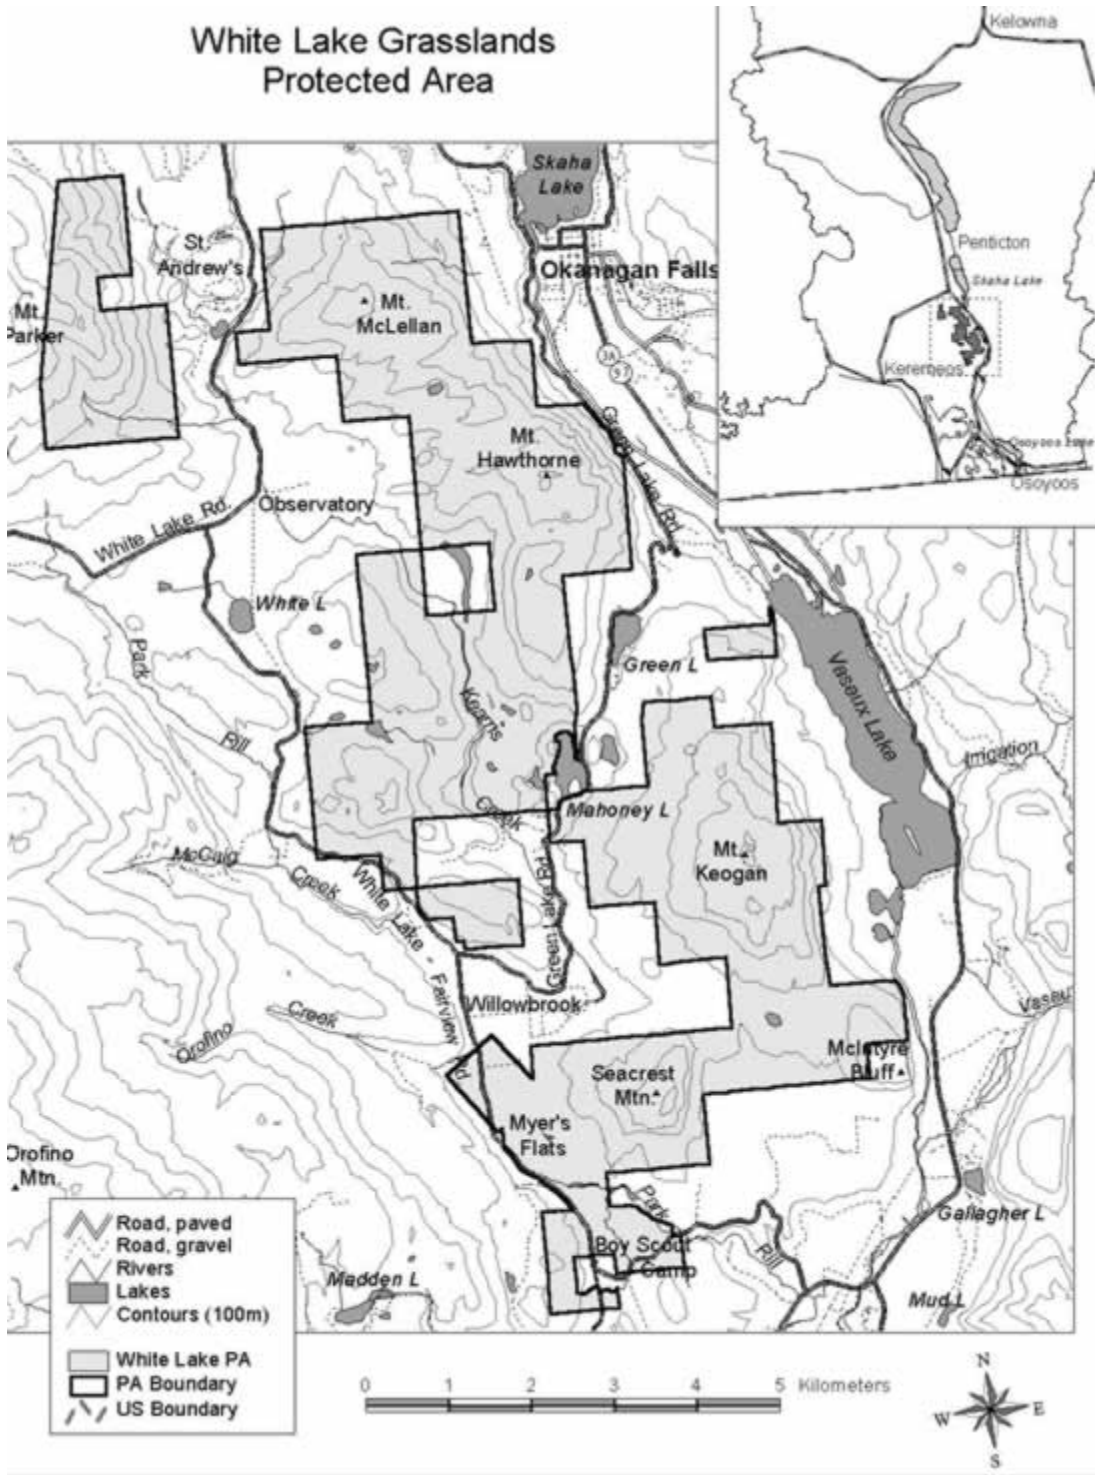 White Lake Grasslands
Protected Area
Kelowna
Penticton
Skaha Lake
Keremeos
Osoyoos Lake
Osoyoos
Skaha
Lake
St.
Andrew's
Okanagan Falls
Mt.
Parker
Mt.
McLellan
3A
97
Green Lake Rd
Mt.
Hawthorne
Observatory
White Lake Rd.
White L
Park
Rill
Green L
Vaseux Lake
Kearns
Creek
Irrigation
Mahoney L
McCaig
Creek
Mt.
Keogan
White Lake - Fairview Rd
Green Lake Rd
Willowbrook
Creek
Orofino
Vaseu
McIntyre
Bluff
Seacrest
Mtn.
Myer's
Flats
Orofino
Mtn.
Park
Rill
Gallagher L
Boy Scout
Camp
Madden L
Mud L
Road, paved
Road, gravel
Rivers
Lakes
Contours (100m)
White Lake PA
PA Boundary
US Boundary
0 1 2 3 4 5 Kilometers
N
W E
S